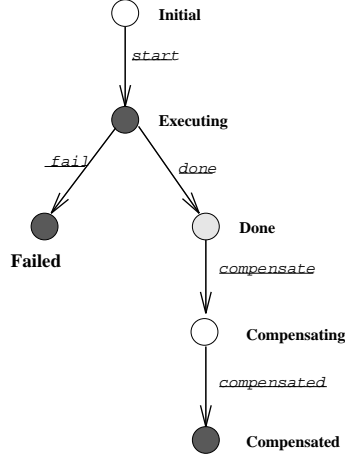 Initial
start
Executing
fail
done
Done
Failed
compensate
Compensating
compensated
Compensated